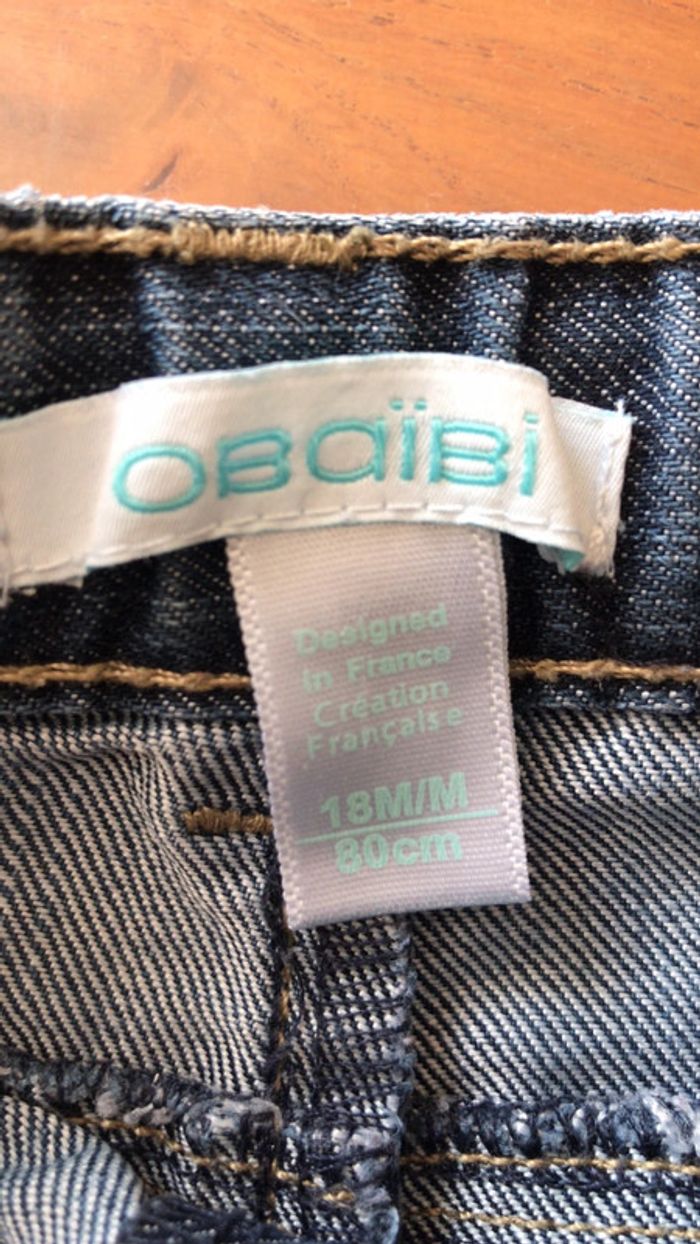 OBaïBi
Designed
in France
Création
Française
18M/M
80cm